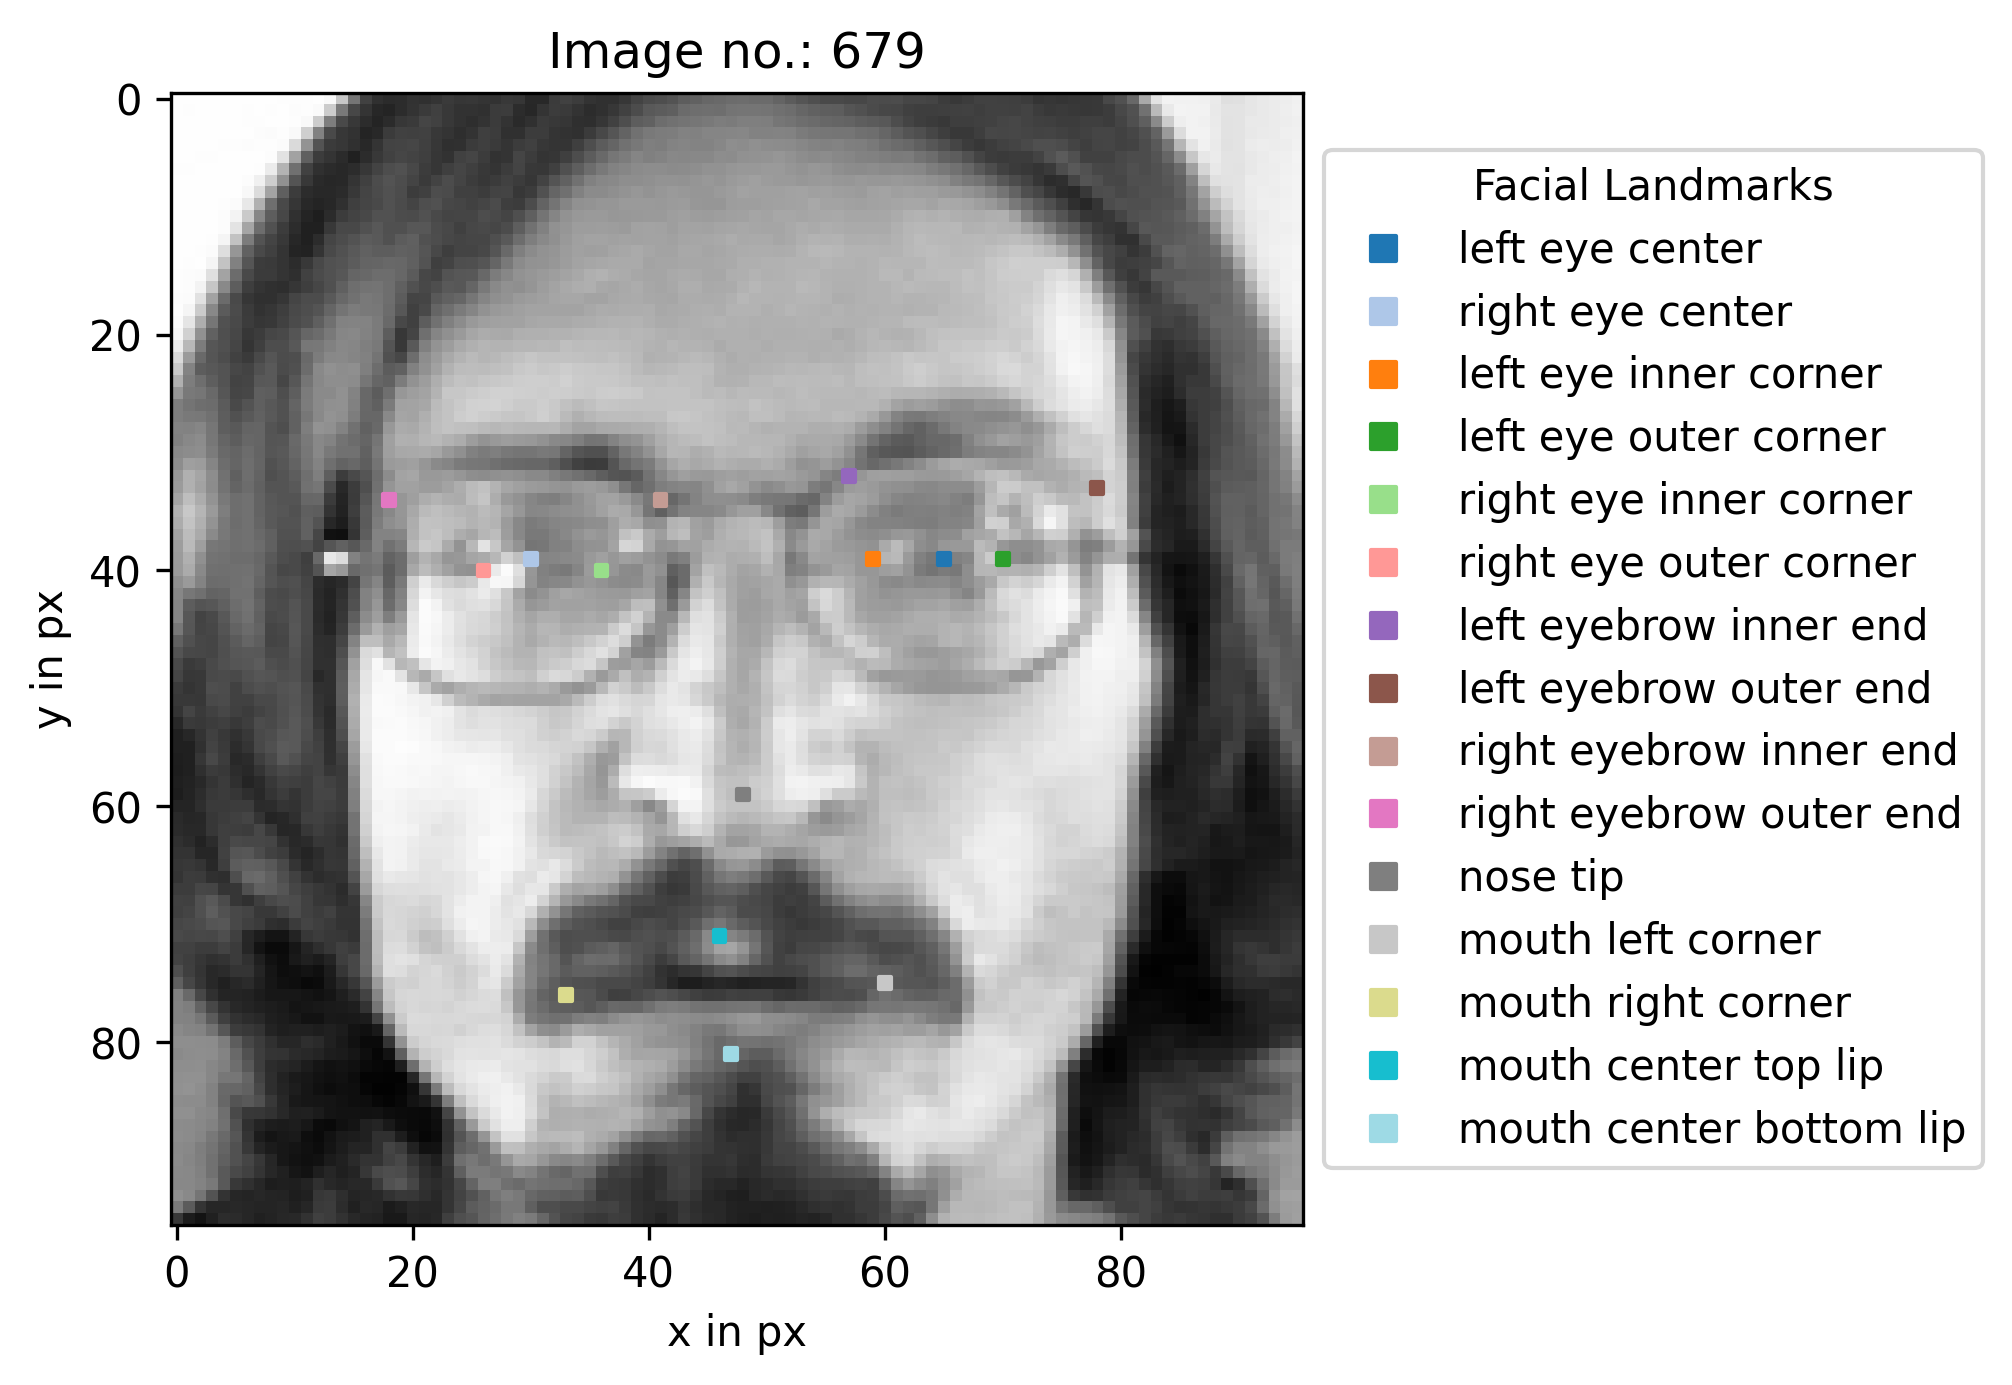 Image no.: 679
0
20
40
60
80
y in px
0 20 40 60 80
x in px
Facial Landmarks
left eye center
right eye center
left eye inner corner
left eye outer corner
right eye inner corner
right eye outer corner
left eyebrow inner end
left eyebrow outer end
right eyebrow inner end
right eyebrow outer end
nose tip
mouth left corner
mouth right corner
mouth center top lip
mouth center bottom lip